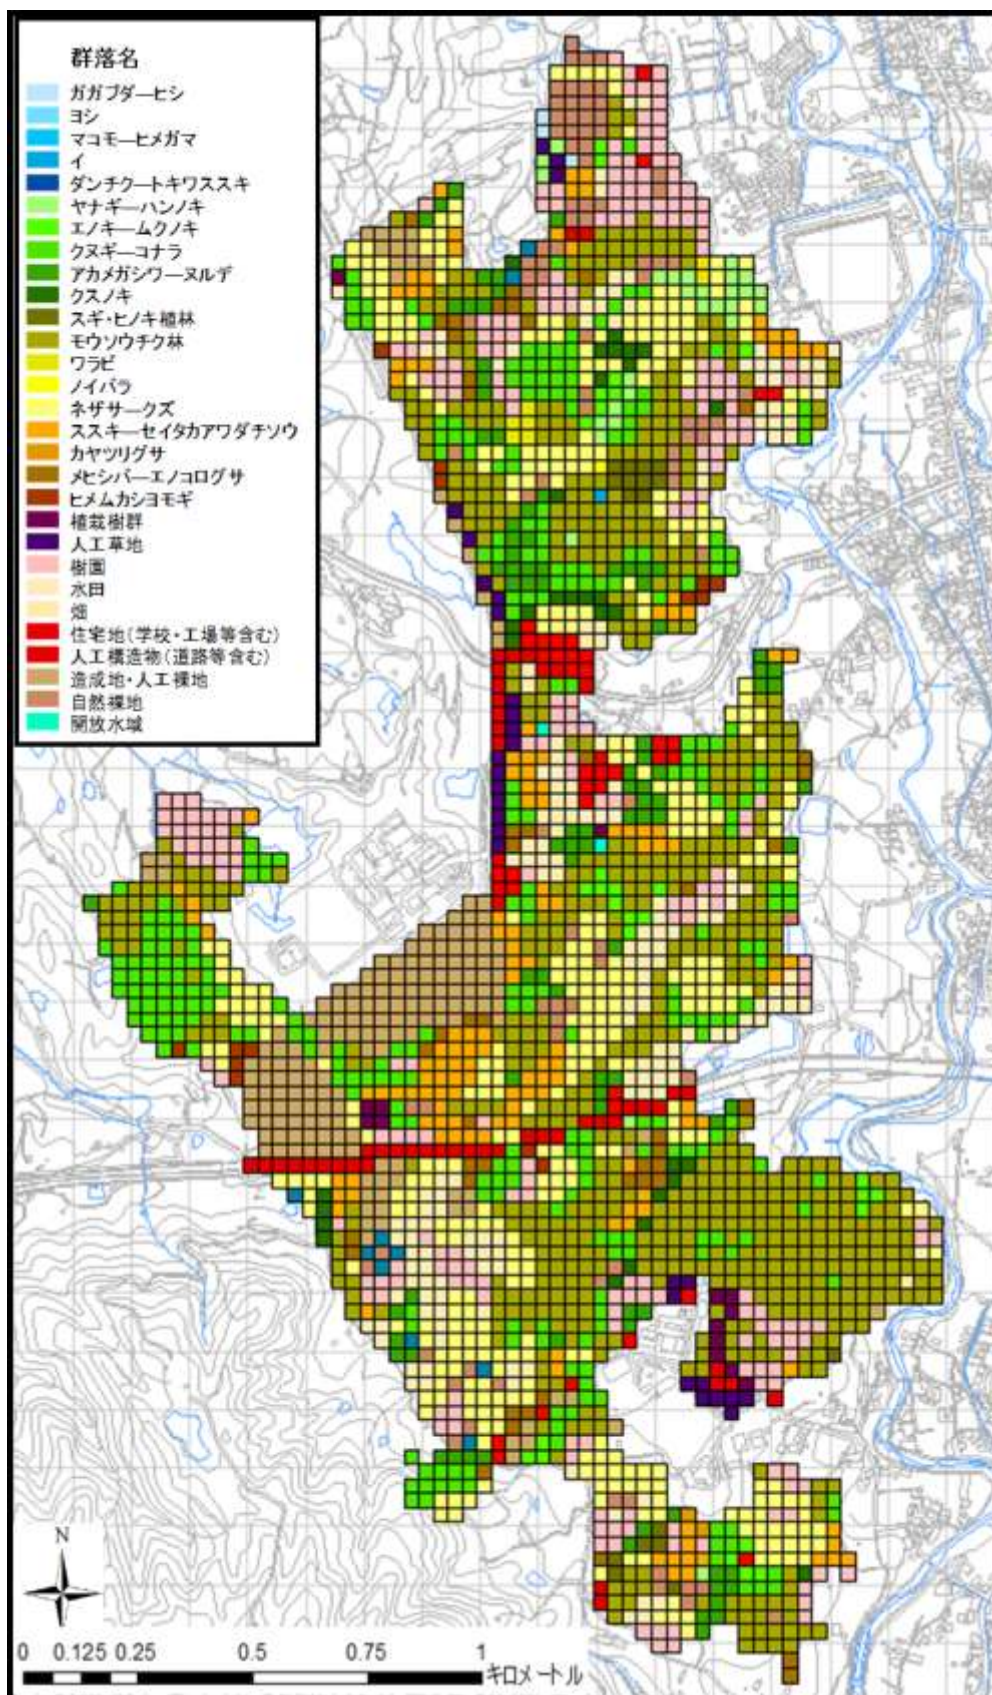 群落名
ガガブダ―ヒシ
ヨシ
マコモ―ヒメガマ
イ
ダンチク―トキワススキ
ヤナギ―ハンノキ
エノキ―ムクノキ
クヌギ―コナラ
アカメガシワ―ヌルデ
クスノキ
スギ・ヒノキ植林
モウソウチク林
ワラビ
ノイバラ
ネザサ―クズ
ススキ―セイタカアワダチソウ
カヤツリグサ
メヒシバ―エノコログサ
ヒメムカシヨモギ
植栽樹群
人工草地
樹園
水田
畑
住宅地(学校・工場等含む)
人工構造物(道路等含む)
造成地・人工裸地
自然裸地
開放水域
N
0 0.125 0.25 0.5 0.75 1
キロメートル